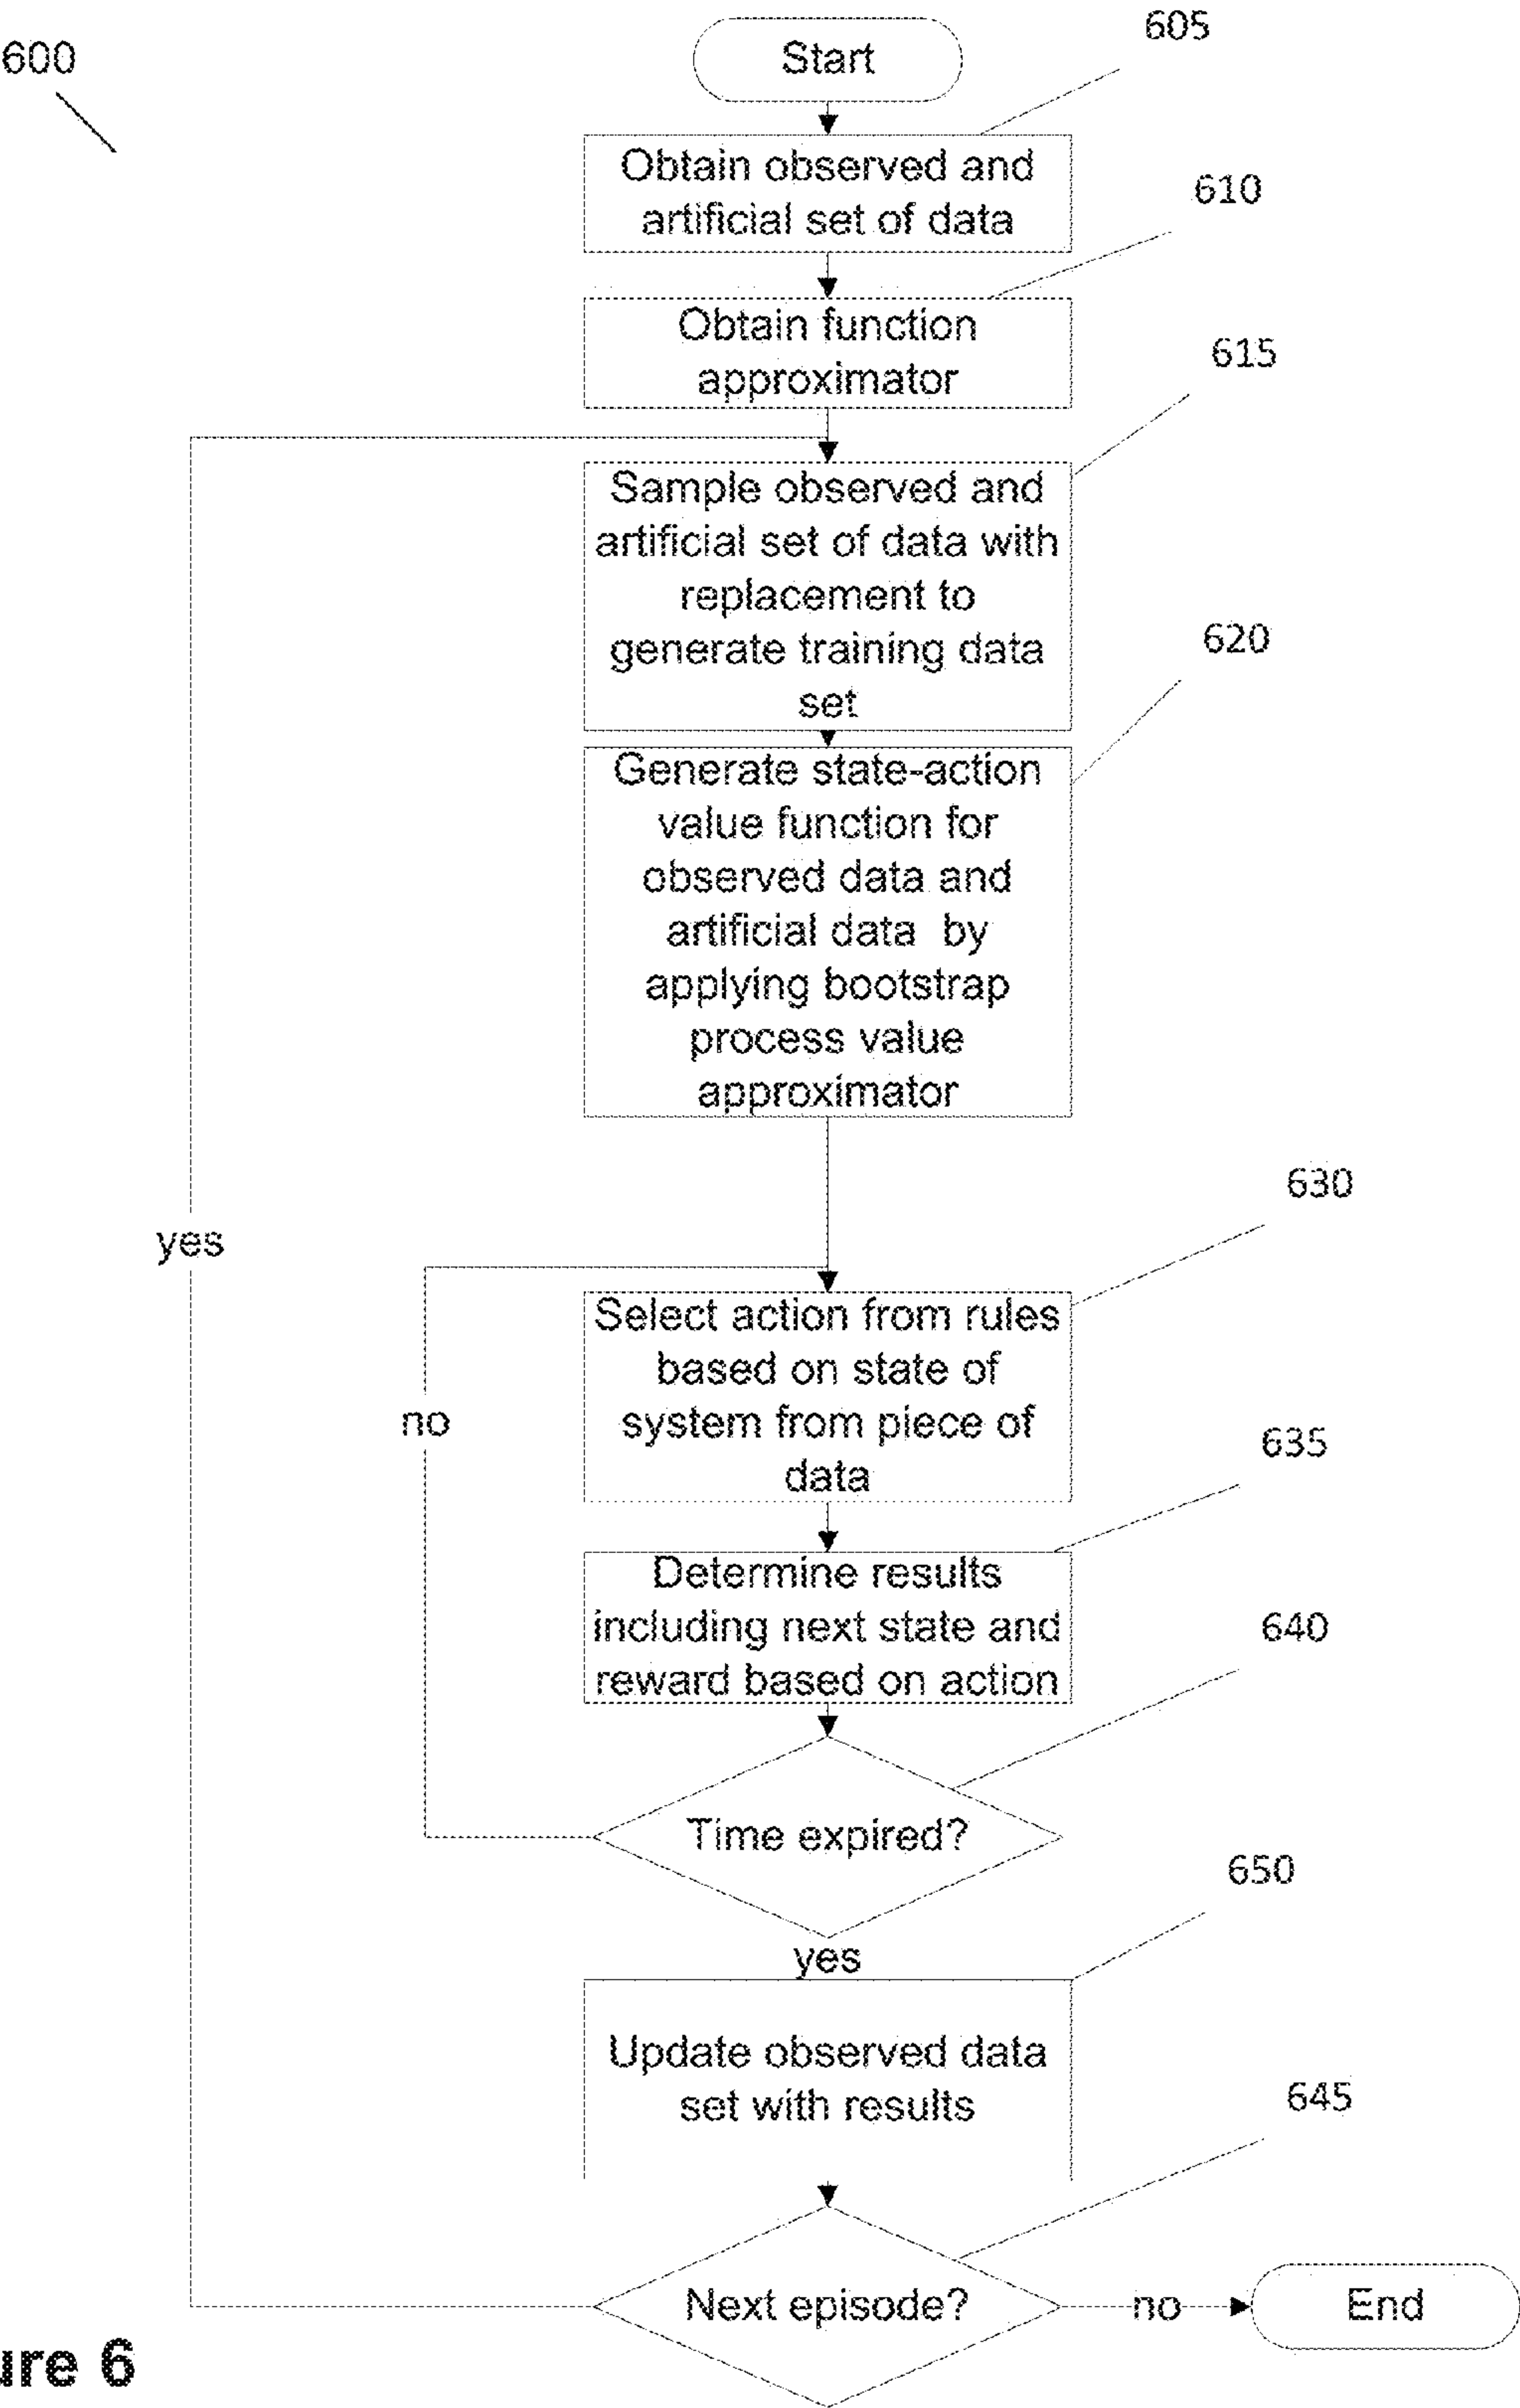 600
Start
605
Obtain observed and
artificial set of data
610
Obtain function
approximator
615
Sample observed and
artificial set of data with
replacement to
generate training data
set
620
Generate state-action
value function for
observed data and
artificial data by
applying bootstrap
process value
approximator
630
yes
Select action from rules
based on state of
system from piece of
data
no
635
Determine results
including next state and
reward based on action
640
Time expired?
650
yes
Update observed data
set with results
645
Next episode?
no
End
ure 6